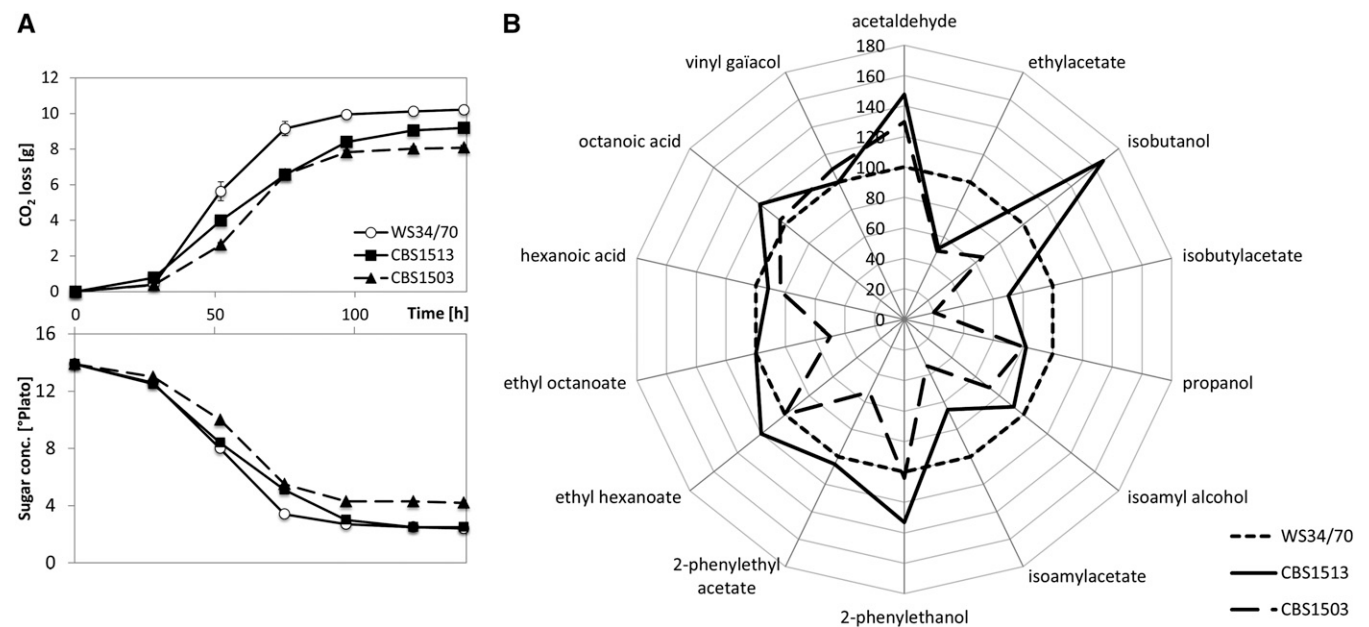 A
12
10
8
6
4
2
0
CO2 loss [g]
WS34/70
CBS1513
CBS1503
0
50
100
Time [h]
16
12
8
4
0
Sugar conc. [°Plato]
B
acetaldehyde
ethylacetate
isobutanol
isobutylacetate
propanol
isoamyl alcohol
isoamylacetate
2-phenylethanol
2-phenylethyl
acetate
ethyl hexanoate
ethyl octanoate
hexanoic acid
octanoic acid
vinyl gaïacol
180
160
140
120
100
80
60
40
20
0
WS34/70
CBS1513
CBS1503